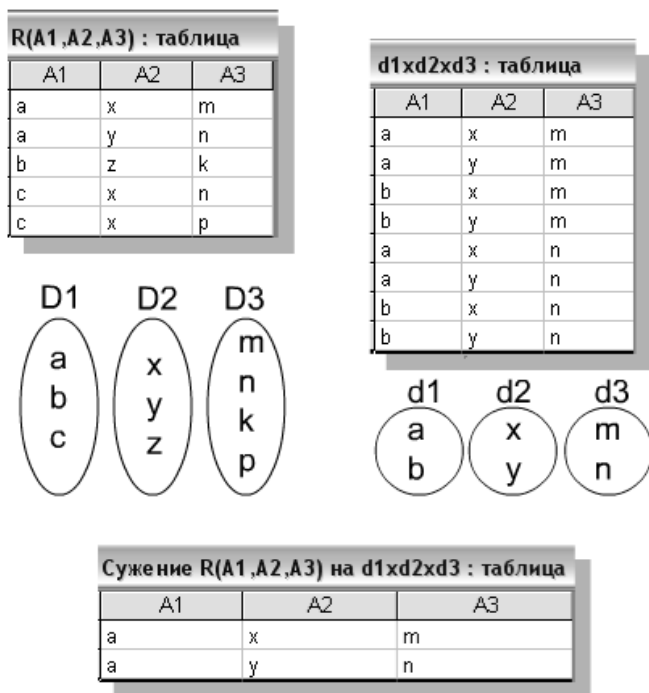 R(A1,A2,A3) : таблица
A1 A2 A3
a x m
a y n
b z k
c x n
c x p
d1xd2xd3 : таблица
A1 A2 A3
a x m
a y m
b x m
b y m
a x n
a y n
b x n
b y n
D1 D2 D3
a x m
b y n
c z k
p
d1 d2 d3
a x m
b y n
Сужение R(A1,A2,A3) на d1xd2xd3 : таблица
A1 A2 A3
a x m
a y n